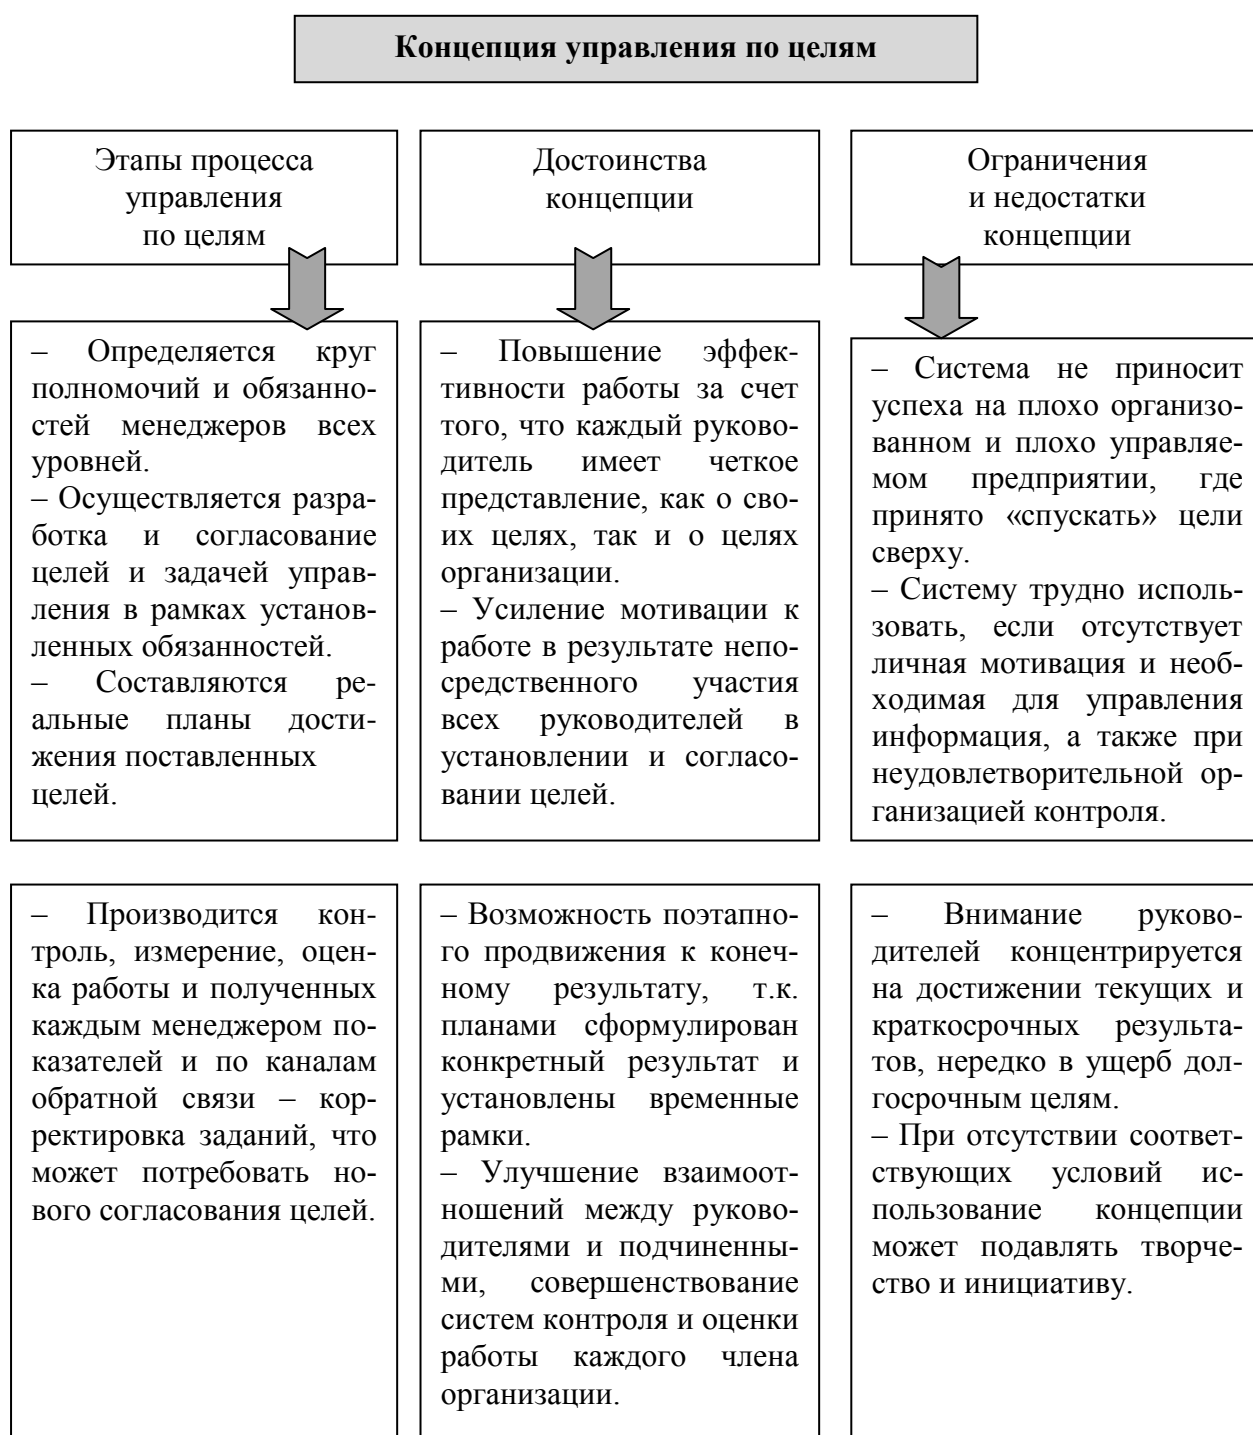 Концепция управления по целям
Этапы процесса
управления
по целям
Достоинства
концепции
Ограничения
и недостатки
концепции
– Определяется круг
полномочий и обязанно-
стей менеджеров всех
уровней.
– Осуществляется разра-
ботка и согласование
целей и задачей управ-
ления в рамках установ-
ленных обязанностей.
– Составляются ре-
альные планы дости-
жения поставленных
целей.
– Повышение эффек-
тивности работы за счет
того, что каждый руково-
дитель имеет четкое
представление, как о сво-
их целях, так и о целях
организации.
– Усиление мотивации к
работе в результате непо-
средственного участия
всех руководителей в
установлении и согласо-
вании целей.
– Система не приносит
успеха на плохо организо-
ванном и плохо управляе-
мом предприятии, где
принято «спускать» цели
сверху.
– Систему трудно исполь-
зовать, если отсутствует
личная мотивация и необ-
ходимая для управления
информация, а также при
неудовлетворительной ор-
ганизацией контроля.
– Производится кон-
троль, измерение, оцен-
ка работы и полученных
каждым менеджером по-
казателей и по каналам
обратной связи – кор-
ректировка заданий, что
может потребовать но-
вого согласования целей.
– Возможность поэтапно-
го продвижения к конеч-
ному результату, т.к.
планами сформулирован
конкретный результат и
установлены временные
рамки.
– Улучшение взаимоот-
ношений между руково-
дителями и подчиненны-
ми, совершенствование
систем контроля и оценки
работы каждого члена
организации.
– Внимание руково-
дителей концентрируется
на достижении текущих и
краткосрочных результа-
тов, нередко в ущерб дол-
госрочным целям.
– При отсутствии соответ-
ствующих условий ис-
пользование концепции
может подавлять творче-
ство и инициативу.